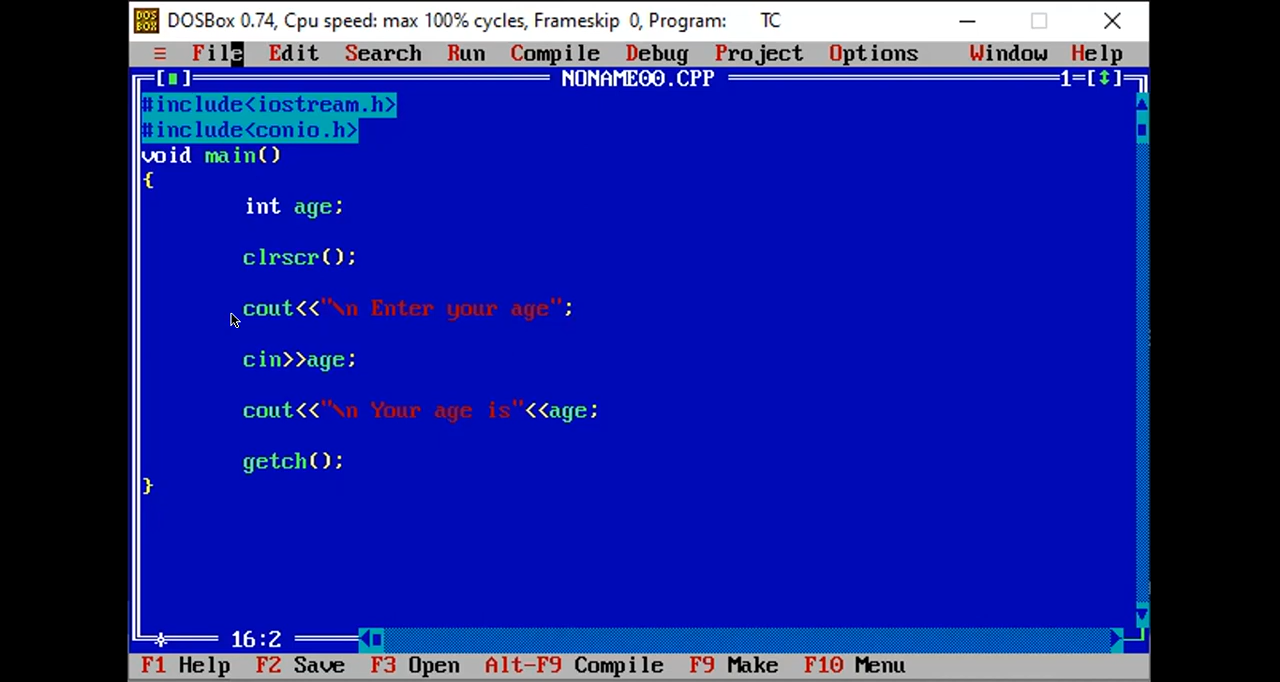 DOS BOX DOSBox 0.74, Cpu speed: max 100% cycles, Frameskip 0, Program: TC
≡ File Edit Search Run Compile Debug Project Options Window Help
[■] NONAME00.CPP 1=[↕]
#include<iostream.h>
#include<conio.h>
void main()
{
int age;
clrscr();
cout<<"\n Enter your age";
cin>>age;
cout<<"\n Your age is"<<age;
getch();
}
16:2
F1 Help F2 Save F3 Open Alt-F9 Compile F9 Make F10 Menu